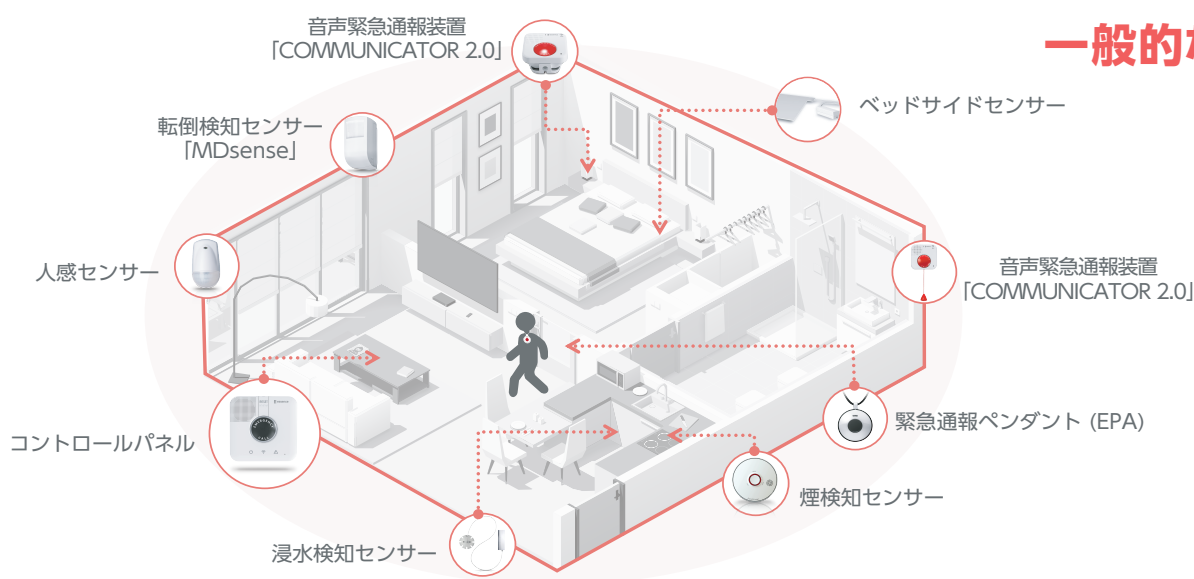 音声緊急通報装置
「COMMUNICATOR 2.0」
一般的な
ベッドサイドセンサー
転倒検知センサー
「MDsense」
人感センサー
音声緊急通報装置
「COMMUNICATOR 2.0」
コントロールパネル
緊急通報ペンダント (EPA)
煙検知センサー
浸水検知センサー